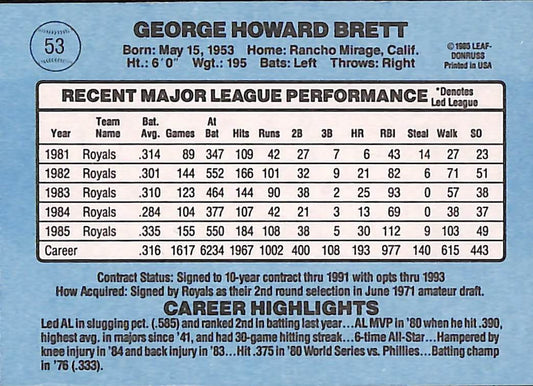 53
GEORGE HOWARD BRETT
Born: May 15, 1953 Home: Rancho Mirage, Calif.
Ht.: 6'0" Wgt.: 195 Bats: Left Throws: Right
© 1985 LEAF-
DONRUSS
Printed in USA
RECENT MAJOR LEAGUE PERFORMANCE *Denotes Led League
Year Team Name Bat. Avg. Games At Bat Hits Runs 2B 3B HR RBI Steal Walk SO
1981 Royals .314 89 347 109 42 27 7 6 43 14 27 23
1982 Royals .301 144 552 166 101 32 9 21 82 6 71 51
1983 Royals .310 123 464 144 90 38 2 25 93 0 57 38
1984 Royals .284 104 377 107 42 21 3 13 69 0 38 37
1985 Royals .335 155 550 184 108 38 5 30 112 9 103 49
Career .316 1617 6234 1967 1002 400 108 193 977 140 615 443
Contract Status: Signed to 10-year contract thru 1991 with opts thru 1993
How Acquired: Signed by Royals as their 2nd round selection in June 1971 amateur draft.
CAREER HIGHLIGHTS
Led AL in slugging pct. (.585) and ranked 2nd in batting last year...AL MVP in '80 when he hit .390,
highest avg. in majors since '41, and had 30-game hitting streak...6-time All-Star...Hampered by
knee injury in '84 and back injury in '83...Hit .375 in '80 World Series vs. Phillies...Batting champ
in '76 (.333).